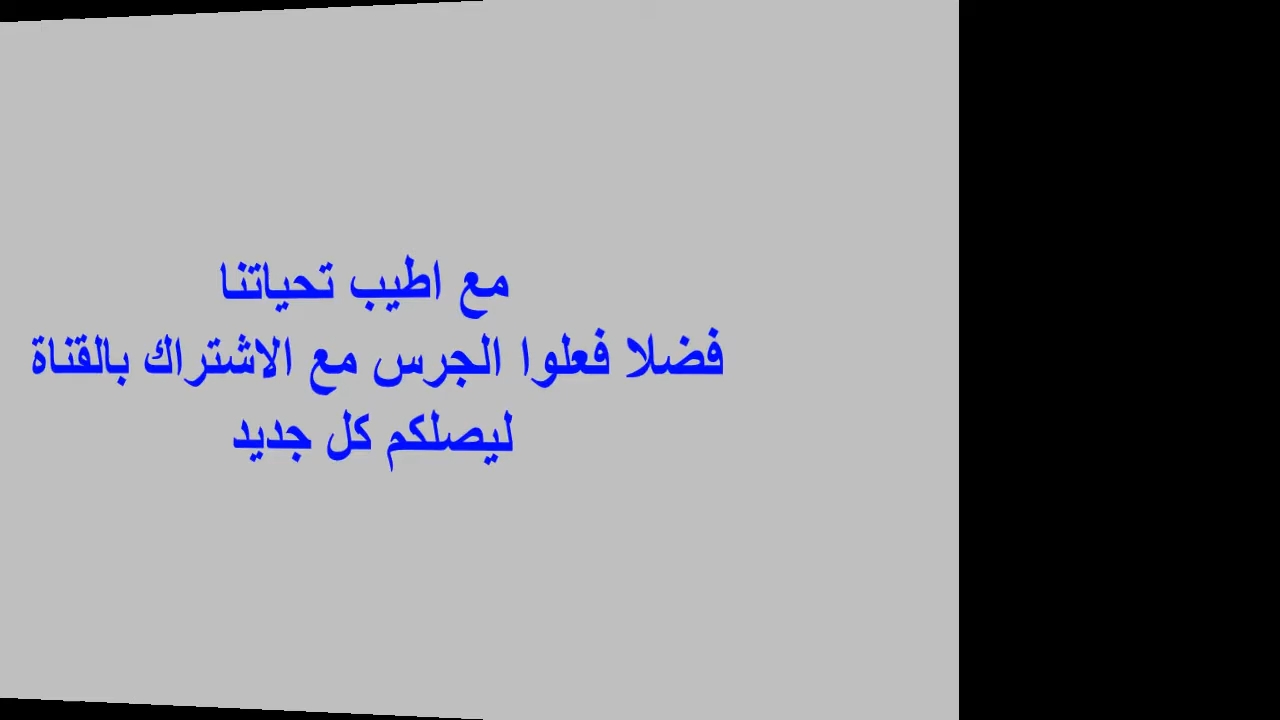 مع اطيب تحياتنا
فضلا فعلوا الجرس مع الاشتراك بالقناة
ليصلكم كل جديد